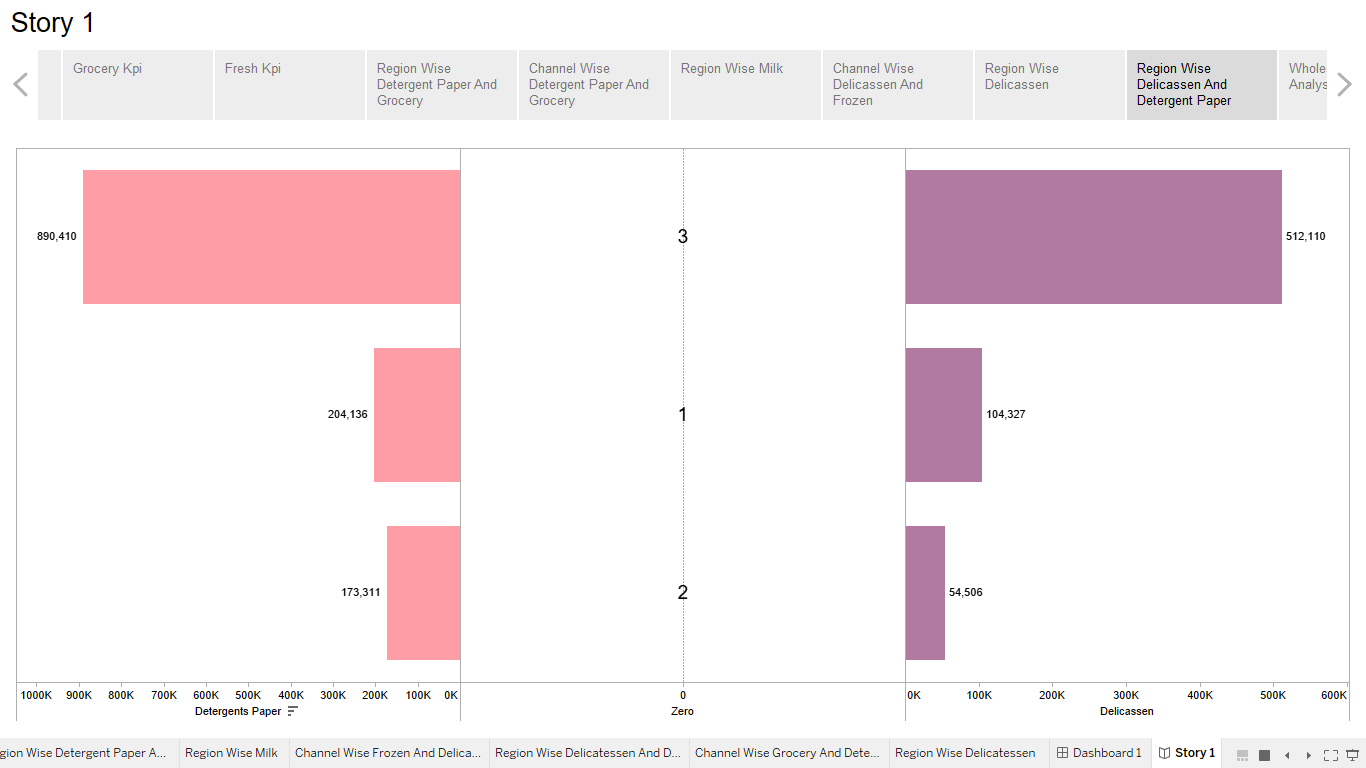 Story 1
Grocery Kpi
Fresh Kpi
Region Wise
Detergent Paper And
Grocery
Channel Wise
Detergent Paper And
Grocery
Region Wise Milk
Channel Wise
Delicassen And
Frozen
Region Wise
Delicassen
Region Wise
Delicassen And
Detergent Paper
Whole
Analys
890,410
3
512,110
204,136
1
104,327
173,311
2
54,506
1000K 900K 800K 700K 600K 500K 400K 300K 200K 100K 0K
0
0K 100K 200K 300K 400K 500K 600K
Detergents Paper
Zero
Delicassen
gion Wise Detergent Paper A...
Region Wise Milk
Channel Wise Frozen And Delica...
Region Wise Delicatessen And D...
Channel Wise Grocery And Dete...
Region Wise Delicatessen
Dashboard 1
Story 1